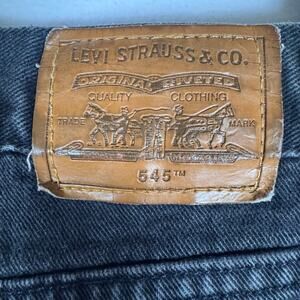 LEVI STRAUSS & CO.
ORIGINAL RIVETED
QUALITY CLOTHING
TRADE MARK
545™